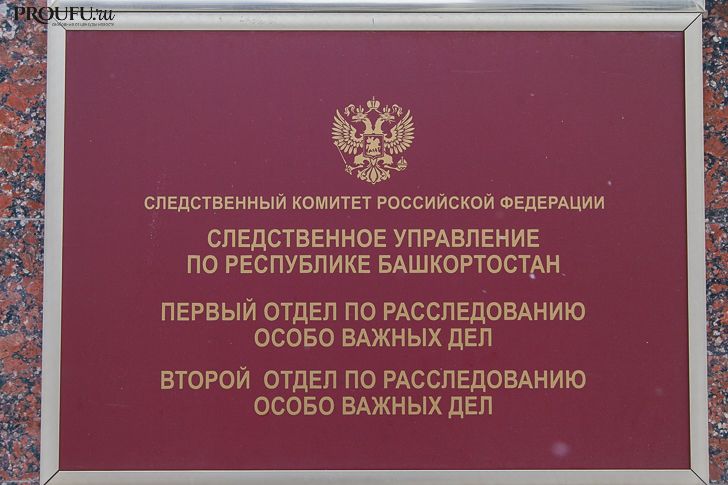 PROUFU.ru
СЛЕДСТВЕННЫЙ КОМИТЕТ РОССИЙСКОЙ ФЕДЕРАЦИИ
СЛЕДСТВЕННОЕ УПРАВЛЕНИЕ
ПО РЕСПУБЛИКЕ БАШКОРТОСТАН
ПЕРВЫЙ ОТДЕЛ ПО РАССЛЕДОВАНИЮ
ОСОБО ВАЖНЫХ ДЕЛ
ВТОРОЙ ОТДЕЛ ПО РАССЛЕДОВАНИЮ
ОСОБО ВАЖНЫХ ДЕЛ